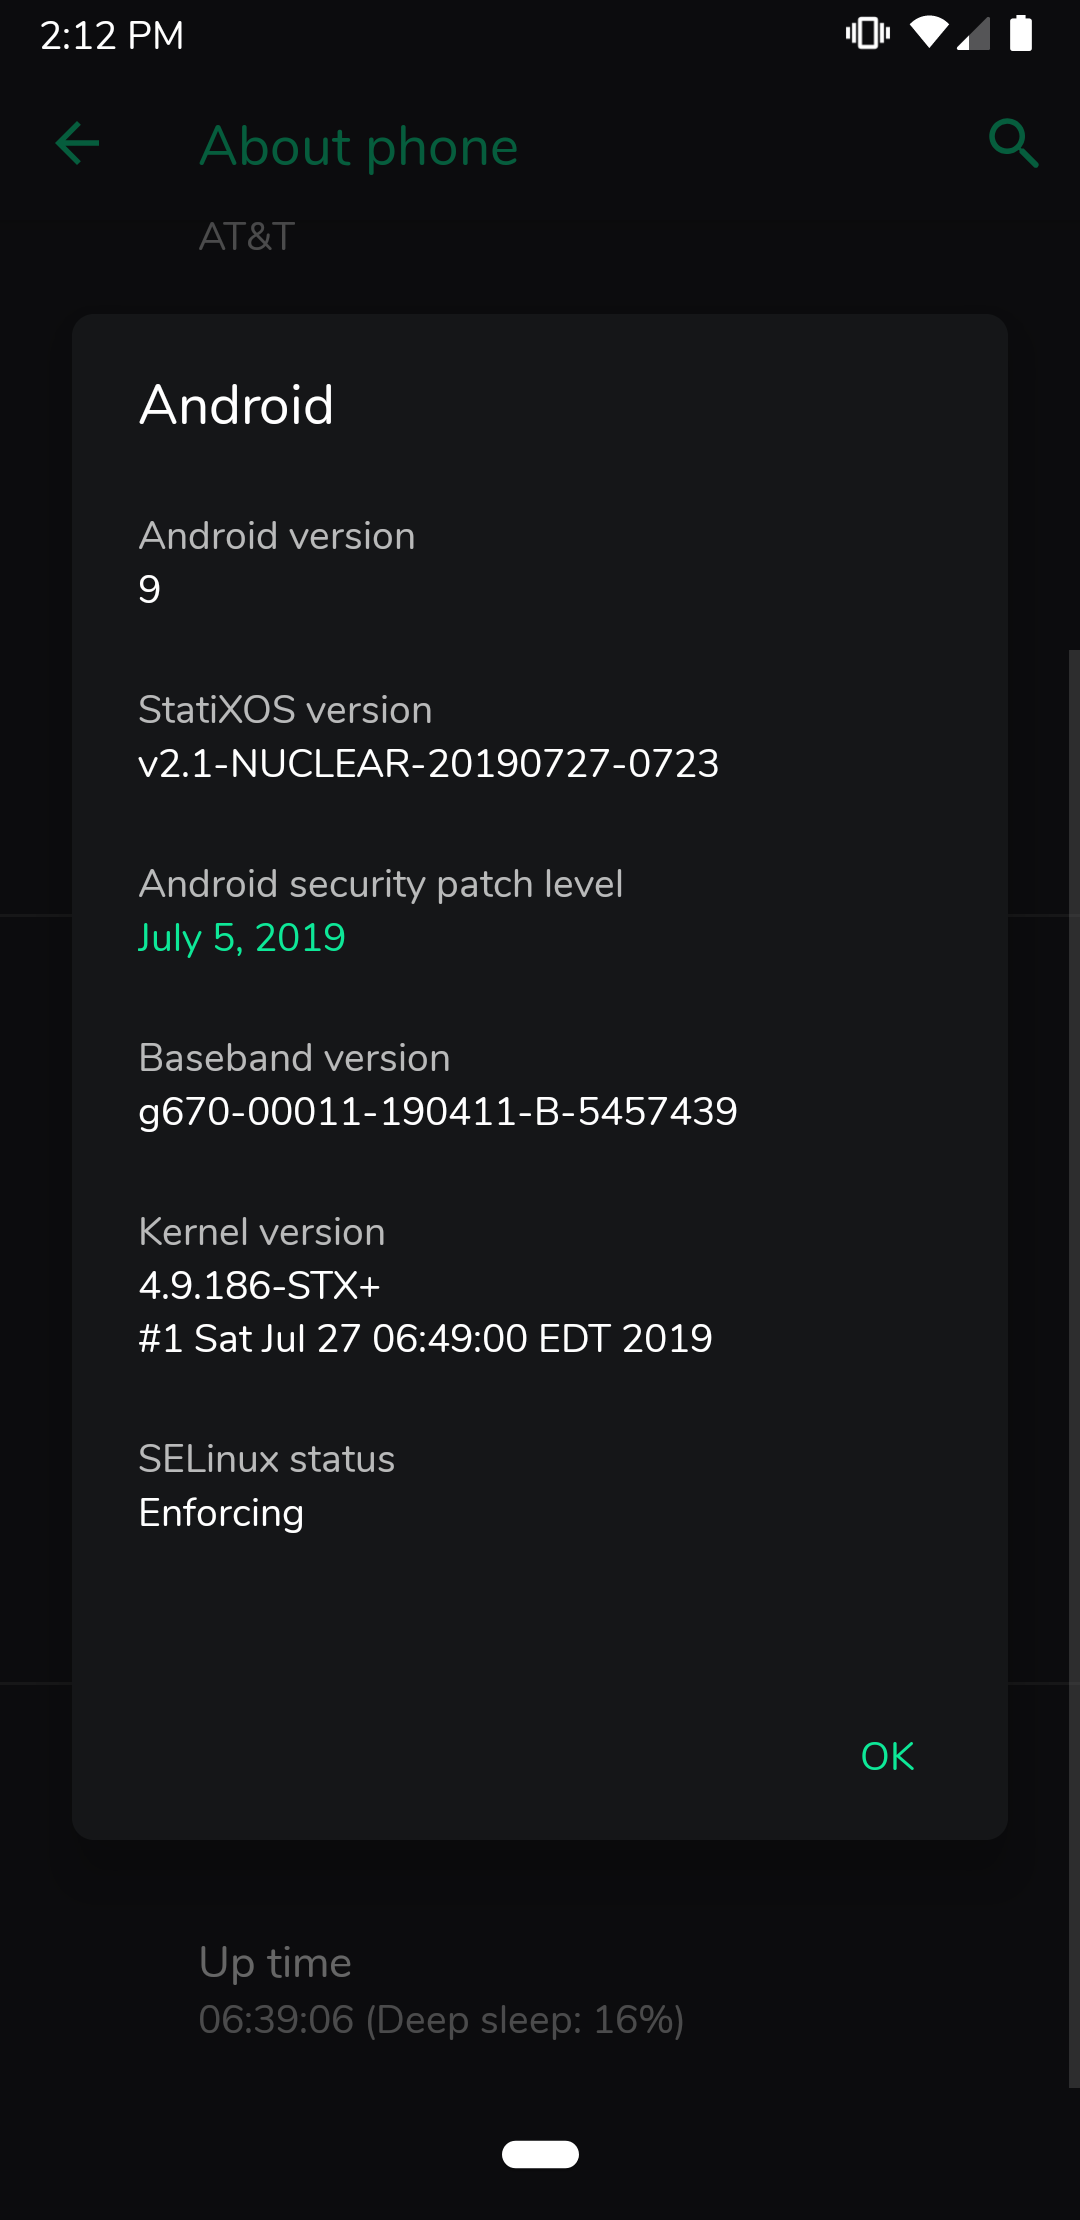 2:12 PM
About phone
AT&T
Android
Android version
9
StatiXOS version
v2.1-NUCLEAR-20190727-0723
Android security patch level
July 5, 2019
Baseband version
g670-00011-190411-B-5457439
Kernel version
4.9.186-STX+
#1 Sat Jul 27 06:49:00 EDT 2019
SELinux status
Enforcing
OK
Up time
06:39:06 (Deep sleep: 16%)